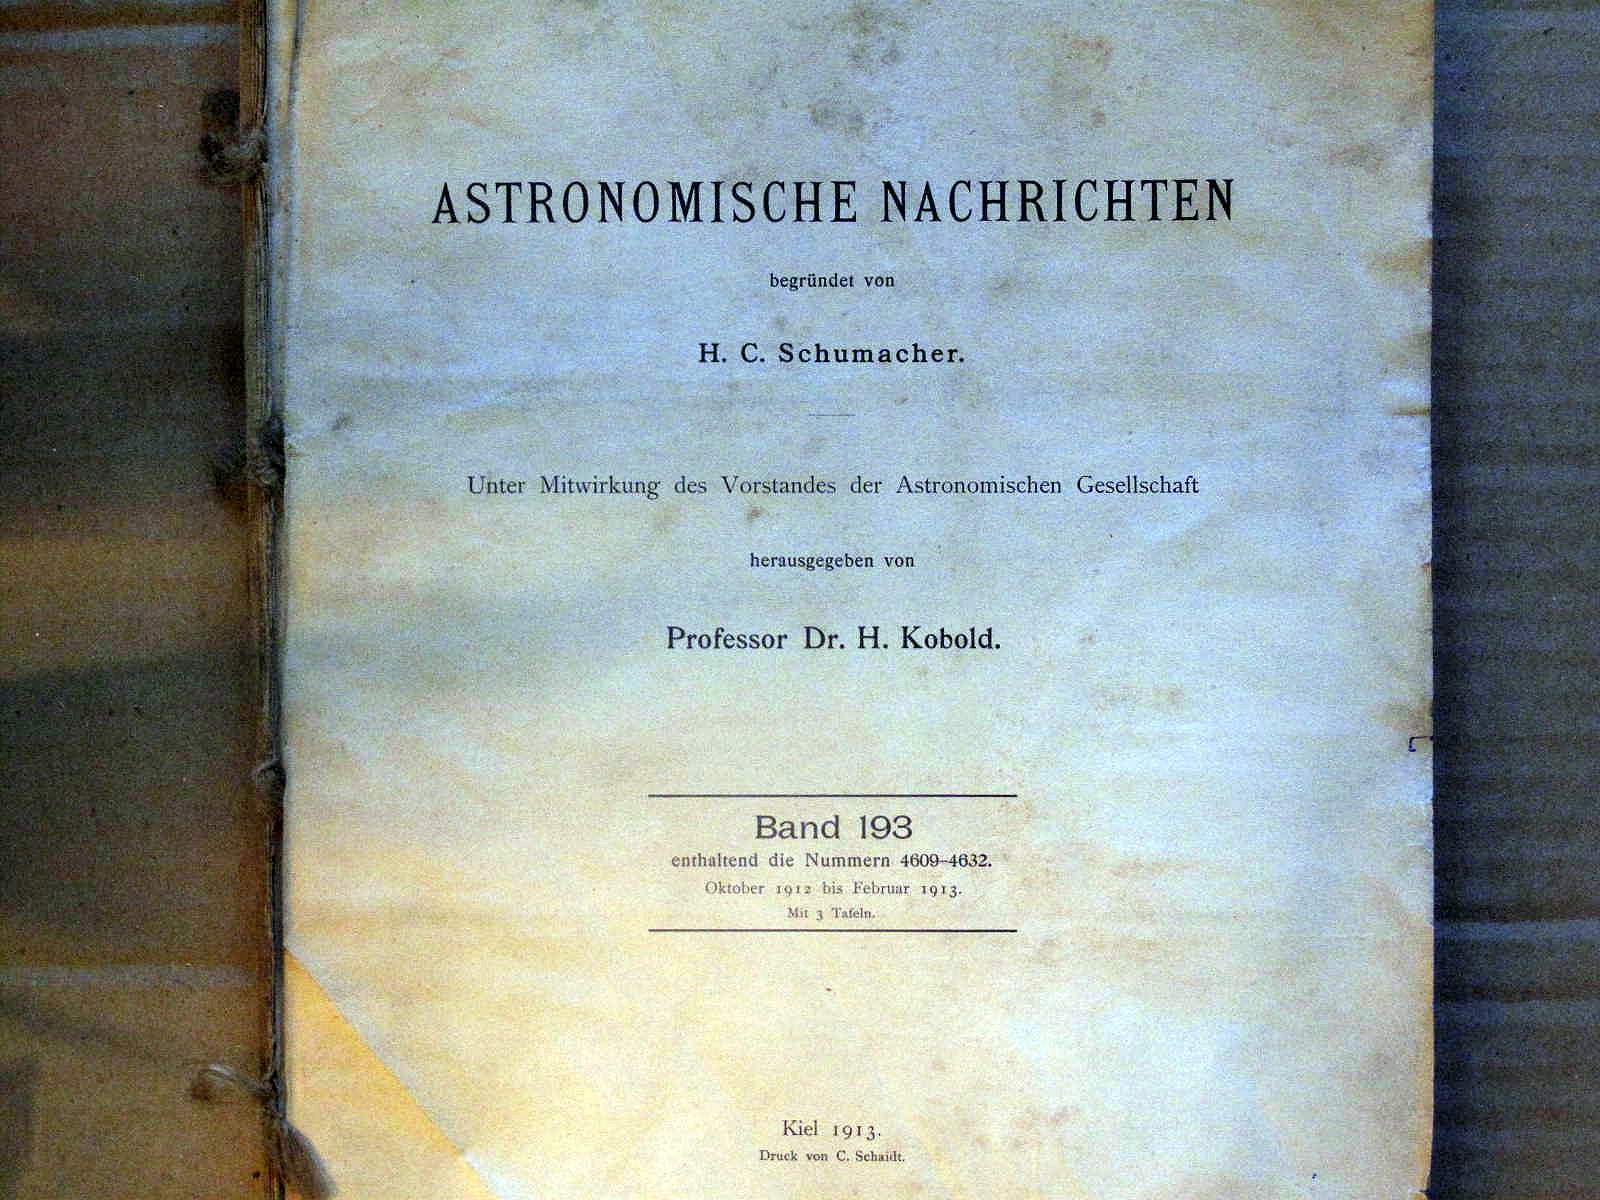 ASTRONOMISCHE NACHRICHTEN
begründet von
H. C. Schumacher.
Unter Mitwirkung des Vorstandes der Astronomischen Gesellschaft
herausgegeben von
Professor Dr. H. Kobold.
Band 193
enthaltend die Nummern 4609–4632.
Oktober 1912 bis Februar 1913.
Mit 3 Tafeln.
Kiel 1913.
Druck von C. Schaidt.